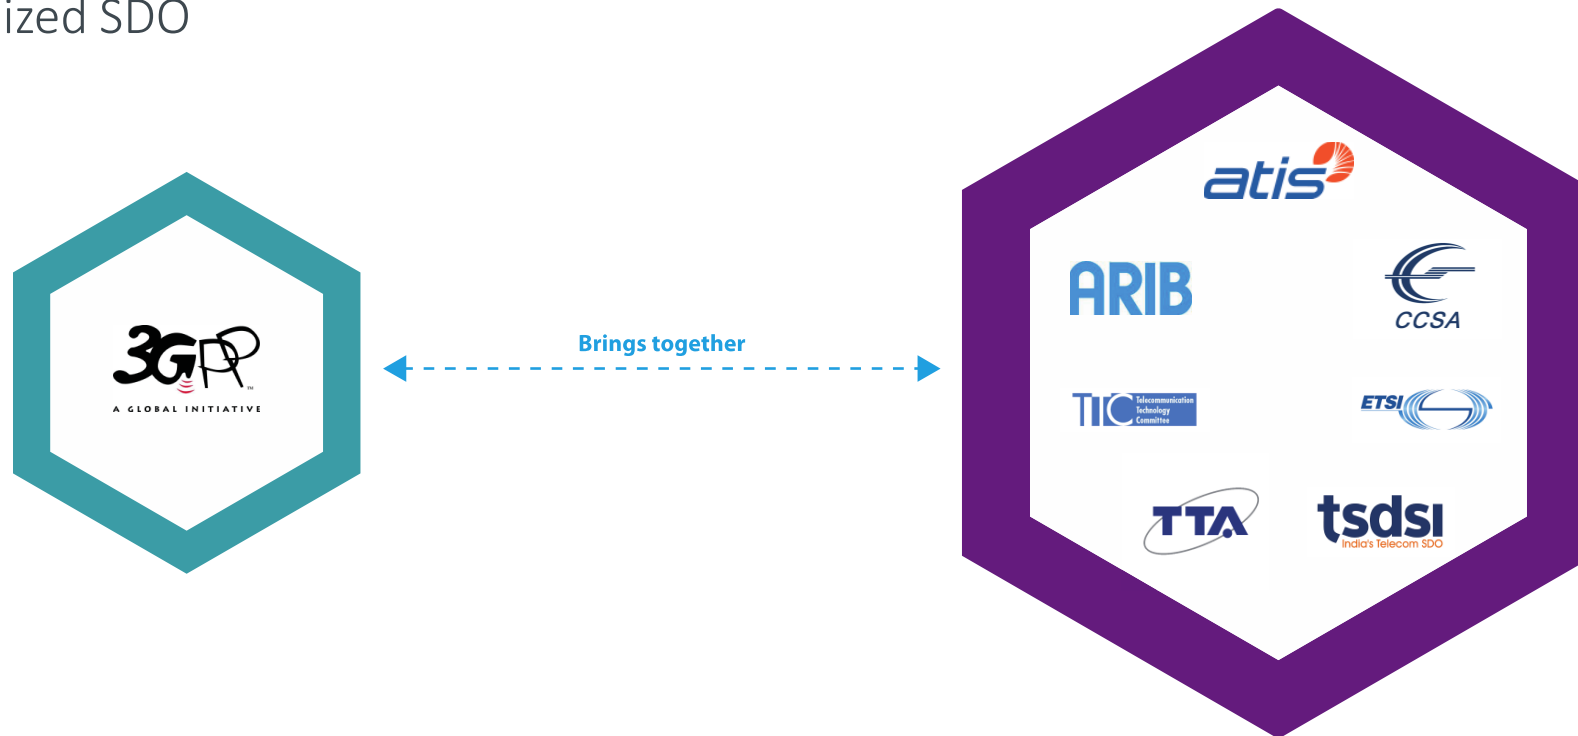 ized SDO
atis
ARIB
CCSA
3GPP™
A GLOBAL INITIATIVE
Brings together
TTC Telecommunication
Technology
Committee
ETSI
TTA
tsdsi
India's Telecom SDO